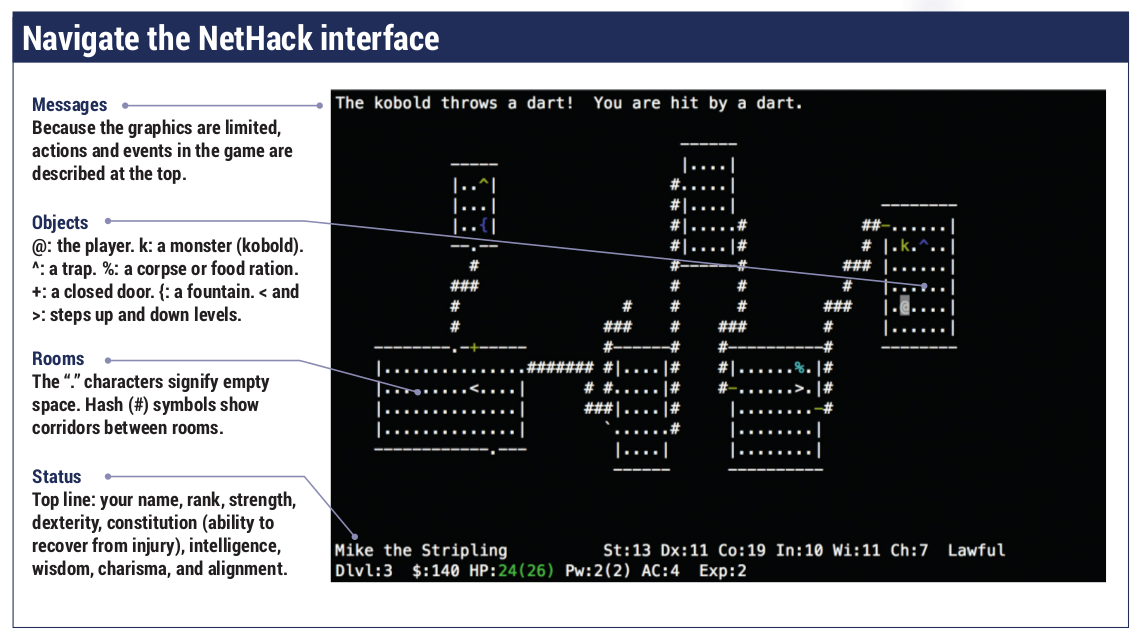 Navigate the NetHack interface
Messages
Because the graphics are limited,
actions and events in the game are
described at the top.
Objects
@: the player. k: a monster (kobold).
^: a trap. %: a corpse or food ration.
+: a closed door. {: a fountain. < and
>: steps up and down levels.
Rooms
The “.” characters signify empty
space. Hash (#) symbols show
corridors between rooms.
Status
Top line: your name, rank, strength,
dexterity, constitution (ability to
recover from injury), intelligence,
wisdom, charisma, and alignment.
The kobold throws a dart!  You are hit by a dart.
                                     ------
             -----                   |....|
             |..^|                  #.....|
             |...|                  #|....|             --------
             |..{|                  #|.....#          ##-......|
             --.--                  #|....|#          # |.k.^..|
               #                    #------#        ###  |......|
             ###                    #      #        #    |......|
             #                 #    #      #      ###    |.@....|
             #               ###    #    ###      #      |......|
    --------.-+-----         #------#    #---------#      --------
    |..............#######   #|....|#    #|......%.|#
    |.........<....|       # #.....|#    #-......>.|#
    |..............|       ###|....|#     |........-#
    |..............|         `......#     |........|
    ------------.---          |....|      |........|
                              ------      ----------
Mike the Stripling          St:13 Dx:11 Co:19 In:10 Wi:11 Ch:7  Lawful
Dlvl:3  $:140 HP:24(26) Pw:2(2) AC:4  Exp:2